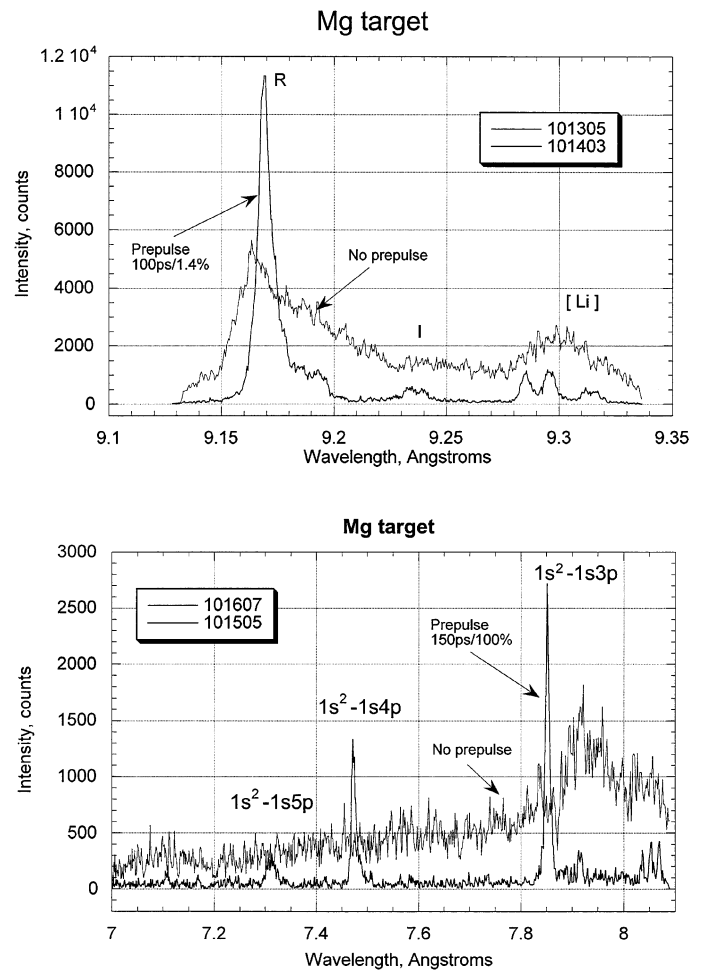 Mg target
1.2 10⁴
1 10⁴
8000
6000
4000
2000
0
Intensity, counts
R
101305
101403
Prepulse
100ps/1.4%
No prepulse
I
[ Li ]
9.1
9.15
9.2
9.25
9.3
9.35
Wavelength, Angstroms
Mg target
3000
2500
2000
1500
1000
500
0
Intensity, counts
101607
101505
1s²-1s3p
Prepulse
150ps/100%
1s²-1s4p
No prepulse
1s²-1s5p
7
7.2
7.4
7.6
7.8
8
Wavelength, Angstroms